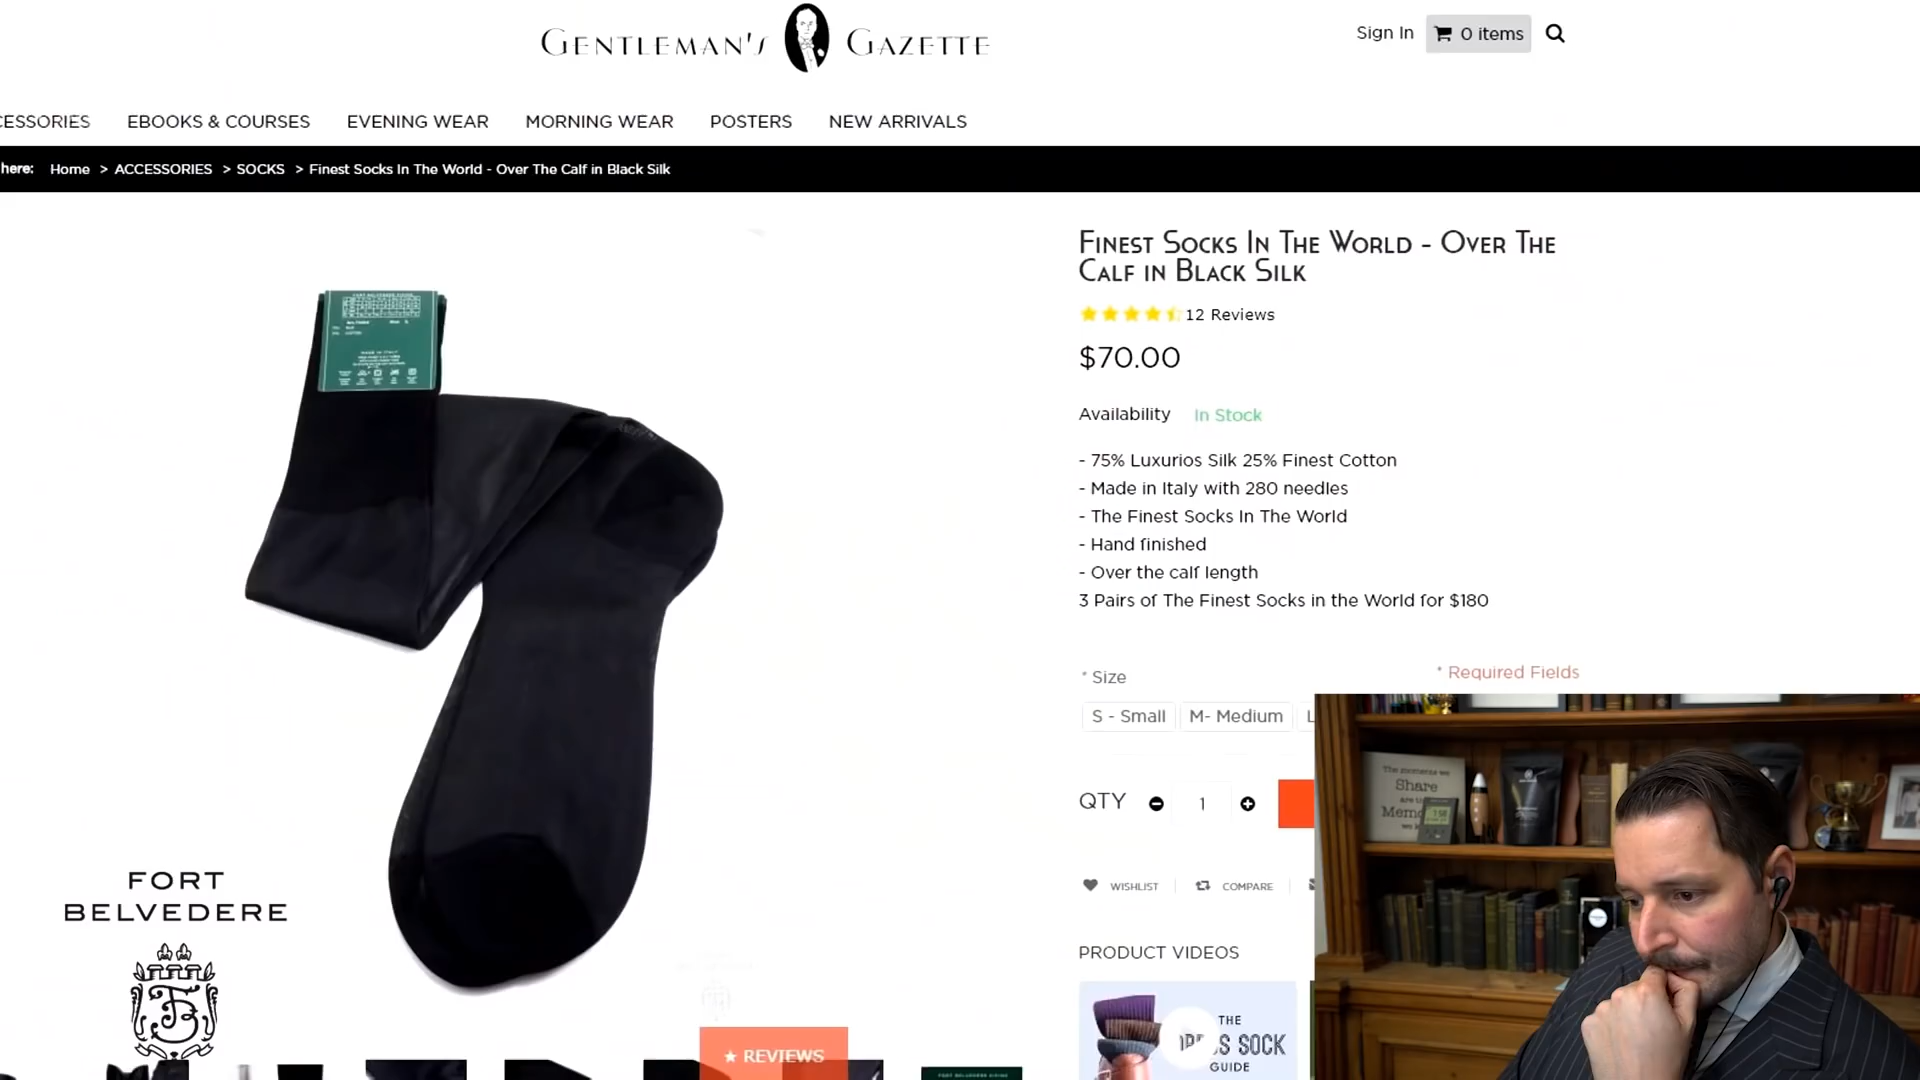 GENTLEMAN'S GAZETTE
Sign In
0 items
CESSORIES
EBOOKS & COURSES
EVENING WEAR
MORNING WEAR
POSTERS
NEW ARRIVALS
here: Home > ACCESSORIES > SOCKS > Finest Socks In The World - Over The Calf in Black Silk
FINEST SOCKS IN THE WORLD - OVER THE
CALF IN BLACK SILK
12 Reviews
$70.00
Availability In Stock
- 75% Luxurios Silk 25% Finest Cotton
- Made in Italy with 280 needles
- The Finest Socks In The World
- Hand finished
- Over the calf length
3 Pairs of The Finest Socks in the World for $180
* Size
* Required Fields
S - Small
M- Medium
L
QTY
1
WISHLIST
COMPARE
PRODUCT VIDEOS
THE
SOCK
GUIDE
FORT
BELVEDERE
★ REVIEWS
The moments we
Share